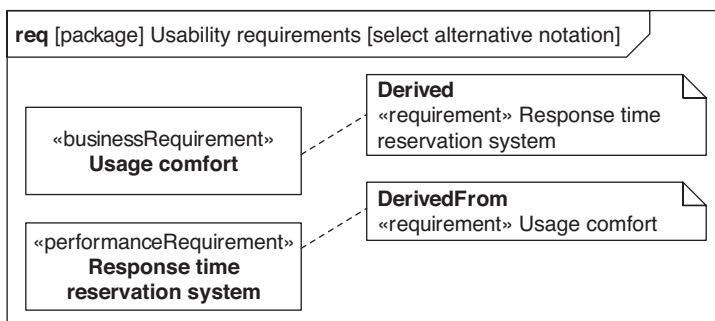 req [package] Usability requirements [select alternative notation]
«businessRequirement»
Usage comfort
Derived
«requirement» Response time
reservation system
«performanceRequirement»
Response time
reservation system
DerivedFrom
«requirement» Usage comfort